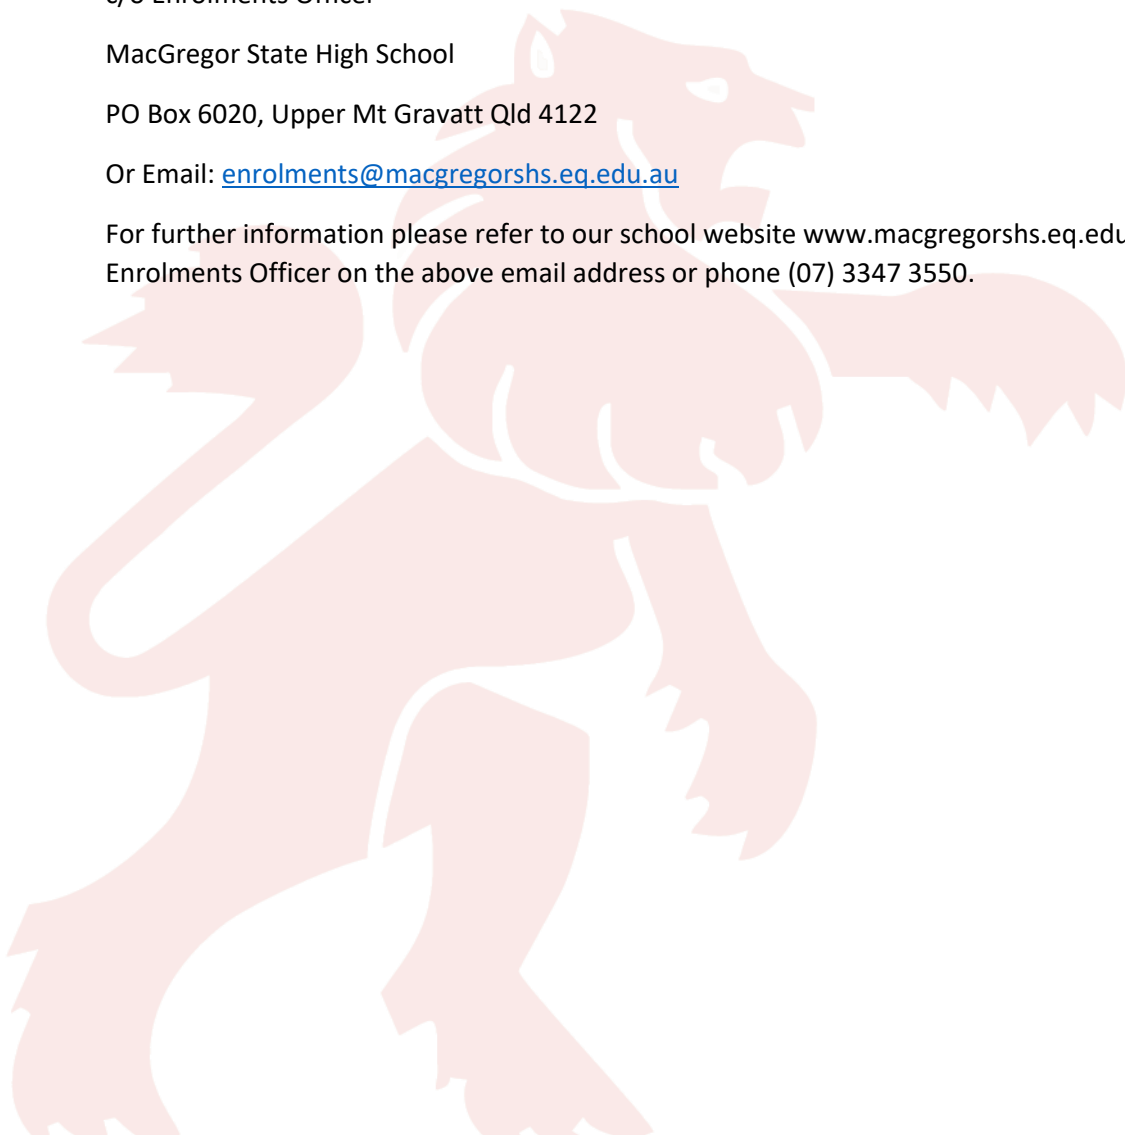 c/o Enrolments Officer
MacGregor State High School
PO Box 6020, Upper Mt Gravatt Qld 4122
Or Email: enrolments@macgregorshs.eq.edu.au
For further information please refer to our school website www.macgregorshs.eq.edu
Enrolments Officer on the above email address or phone (07) 3347 3550.